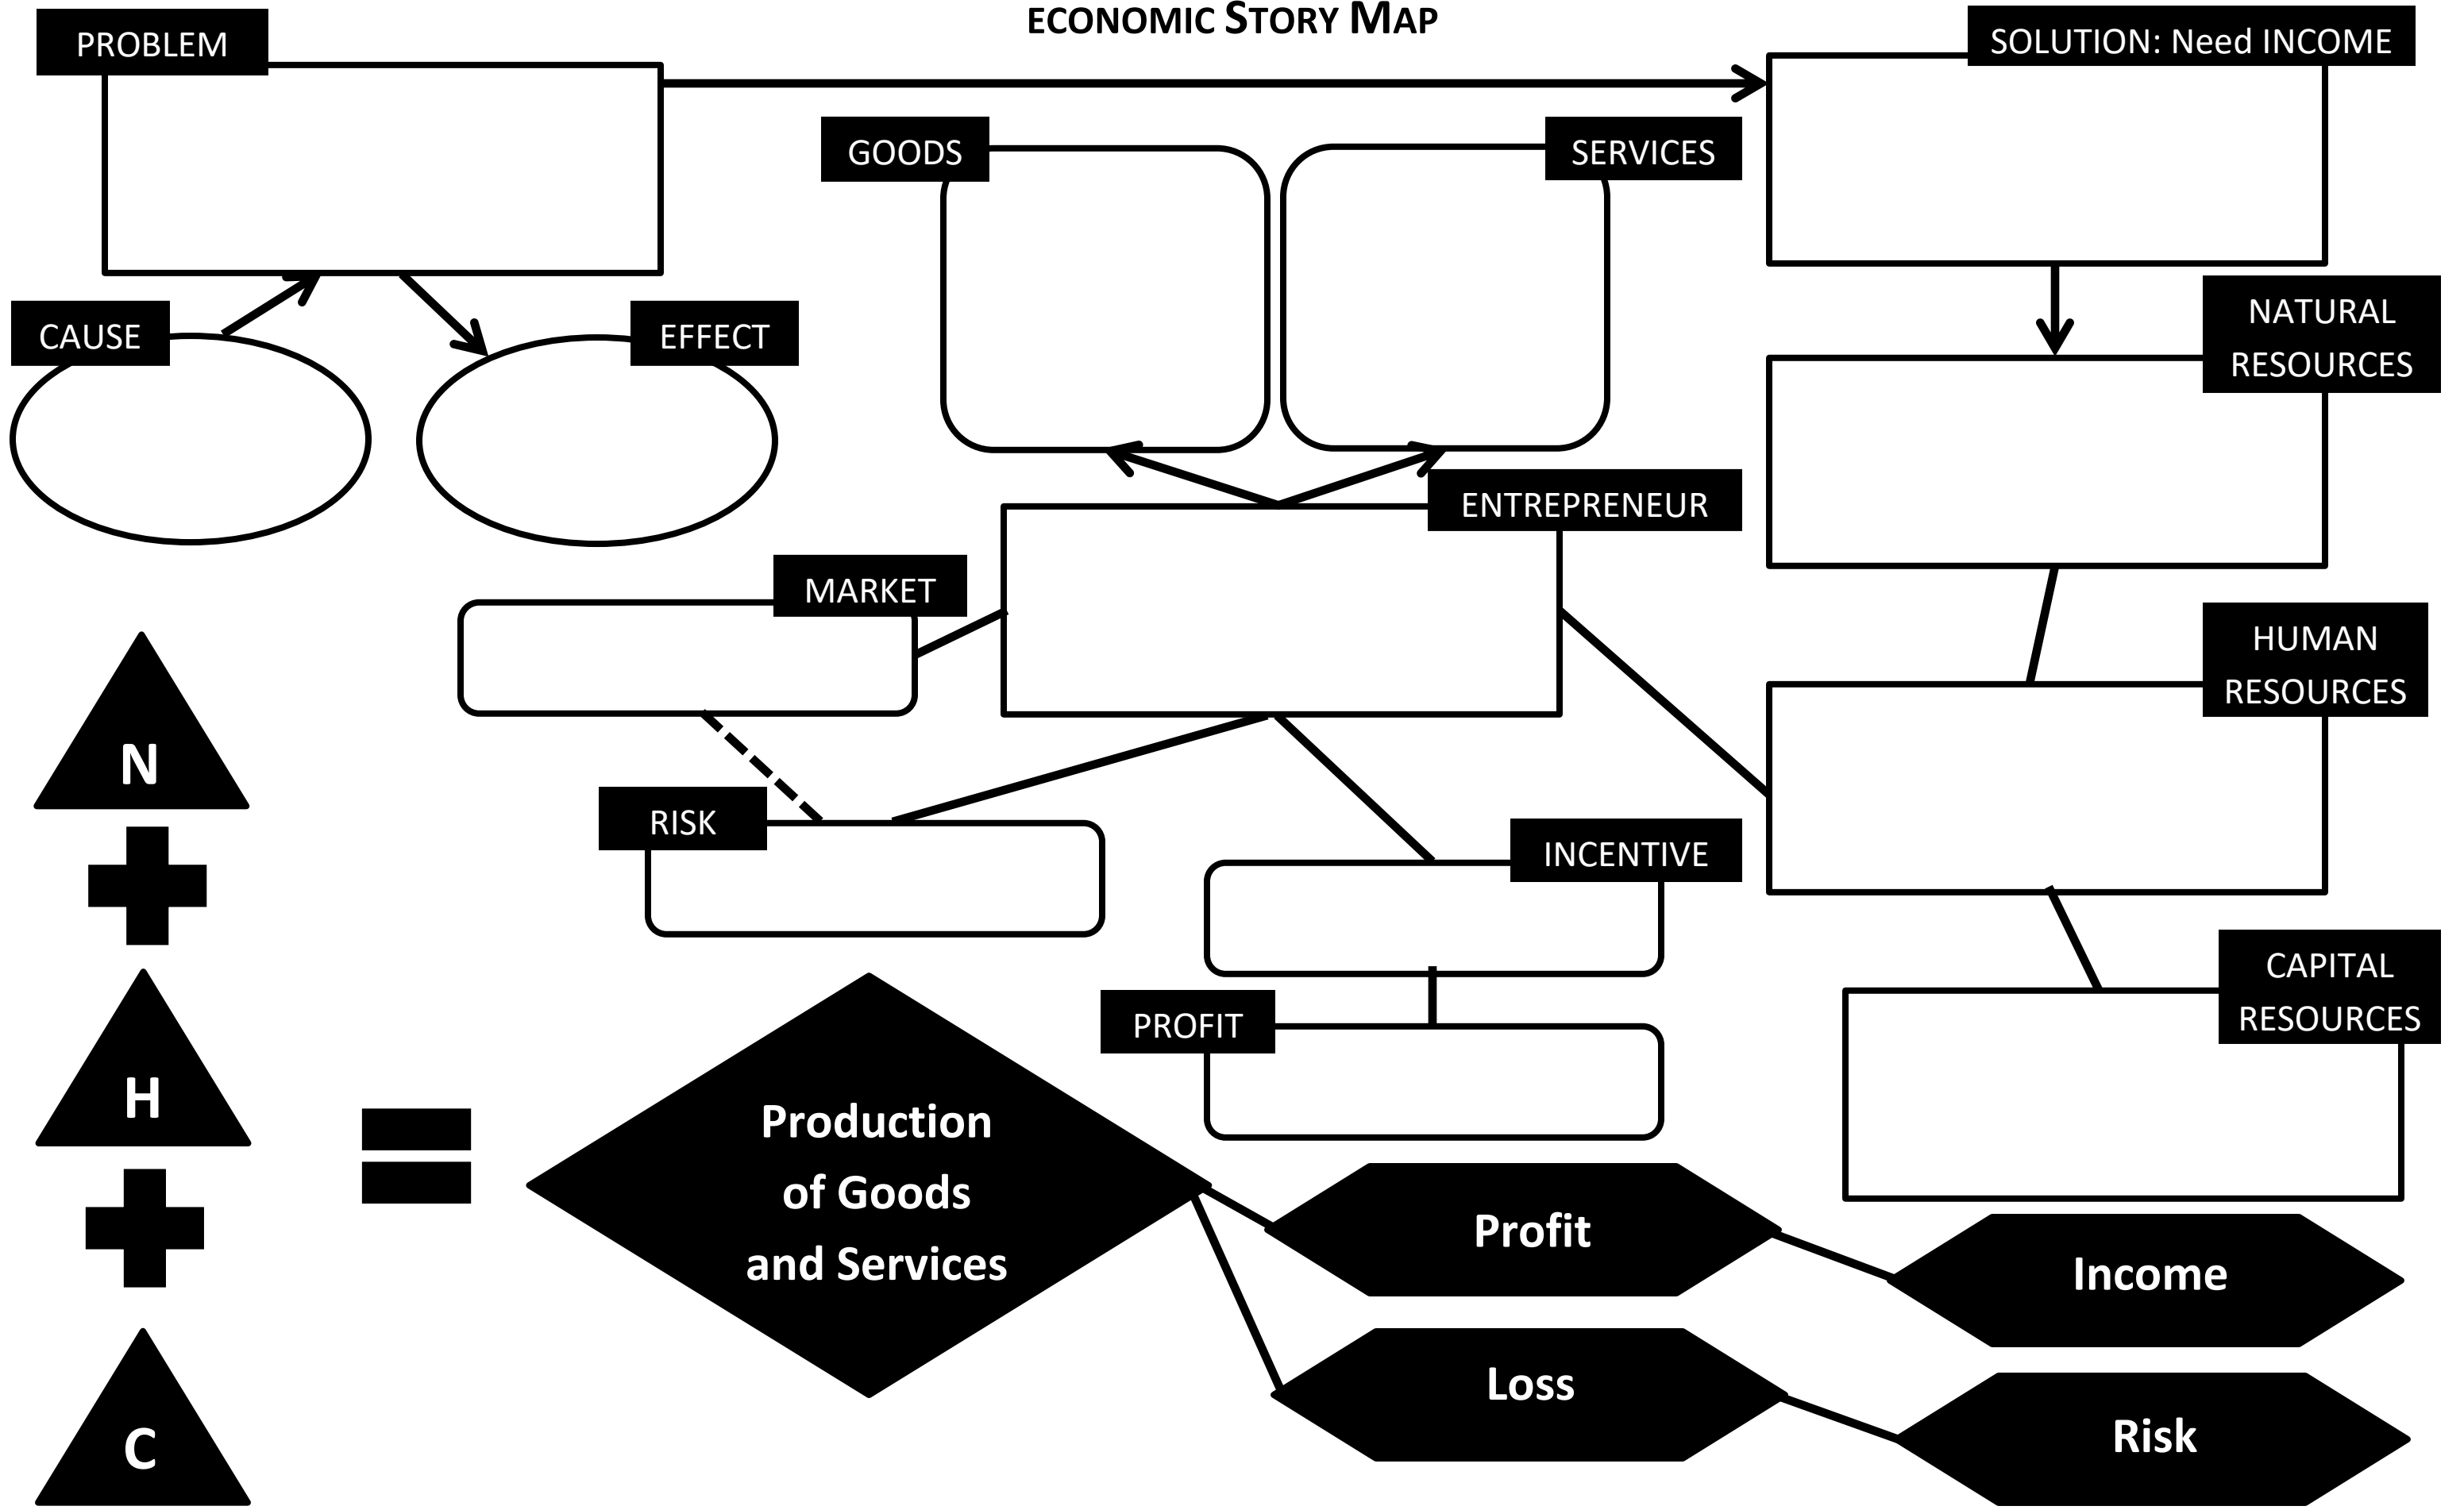 ECONOMIC STORY MAP
PROBLEM
SOLUTION: Need INCOME
GOODS
SERVICES
CAUSE
EFFECT
NATURAL
RESOURCES
ENTREPRENEUR
MARKET
HUMAN
RESOURCES
N
RISK
INCENTIVE
CAPITAL
RESOURCES
PROFIT
H
Production
of Goods
and Services
Profit
Income
Loss
Risk
C